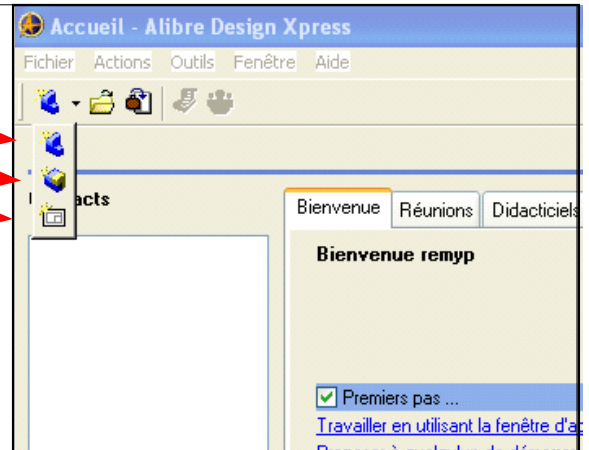 Accueil - Alibre Design Xpress
Fichier Actions Outils Fenêtre Aide
acts
Bienvenue Réunions Didacticiels
Bienvenue remyp
Premiers pas ...
Travailler en utilisant la fenêtre